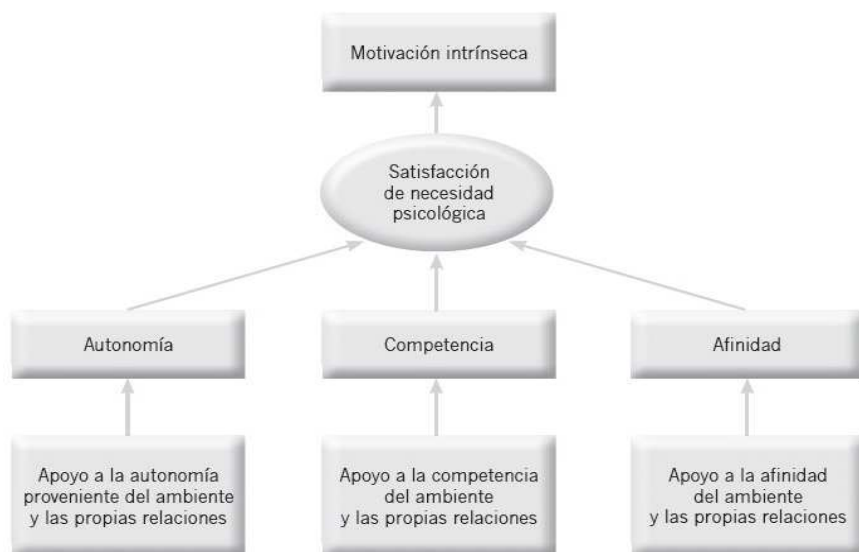 Motivación intrínseca
Satisfacción
de necesidad
psicológica
Autonomía
Competencia
Afinidad
Apoyo a la autonomía
proveniente del ambiente
y las propias relaciones
Apoyo a la competencia
del ambiente
y las propias relaciones
Apoyo a la afinidad
del ambiente
y las propias relaciones